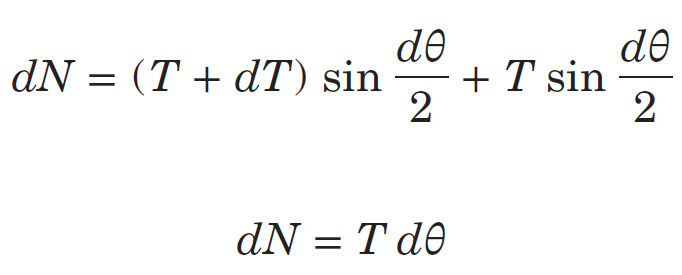 dN = (T + dT) sin dθ/2 + T sin dθ/2
dN = T dθ